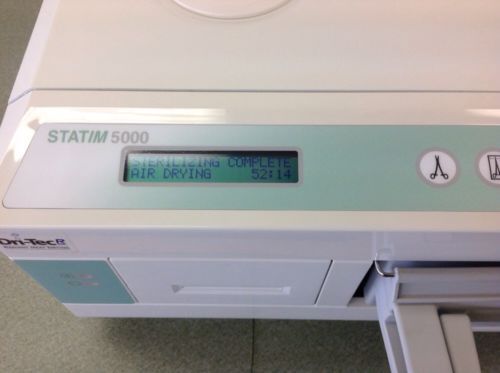 STATIM 5000
STERILIZING COMPLETE
AIR DRYING 52:14
Dri-Tec R